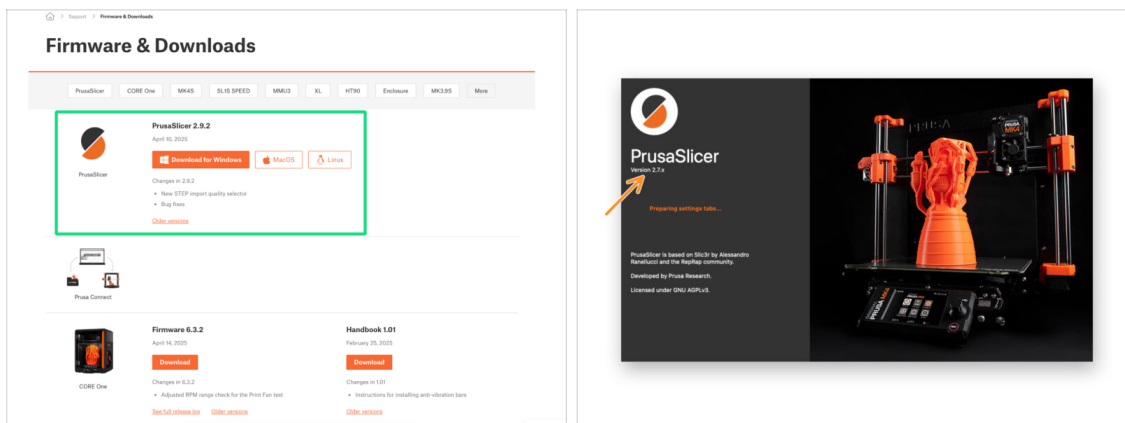 Support > Firmware & Downloads
Firmware & Downloads
PrusaSlicer CORE One MK4S SL1S SPEED MMU3 XL HT90 Enclosure MK3.9S More
PrusaSlicer
PrusaSlicer 2.9.2
April 10, 2025
Download for Windows MacOS Linux
Changes in 2.9.2
• New STEP import quality selector
• Bug fixes
Older versions
Prusa Connect
CORE One
Firmware 6.3.2
April 14, 2025
Download
Changes in 6.3.2
• Adjusted RPM range check for the Print Fan test
See full release log Older versions
Handbook 1.01
February 25, 2025
Download
Changes in 1.01
• Instructions for installing anti-vibration bars
Older versions
PrusaSlicer
Version 2.7.x
Preparing settings tabs...
PrusaSlicer is based on Slic3r by Alessandro
Ranellucci and the RepRap community.
Developed by Prusa Research.
Licensed under GNU AGPLv3.
PRUSA
PRUSA
MK4
PRUSA MK4